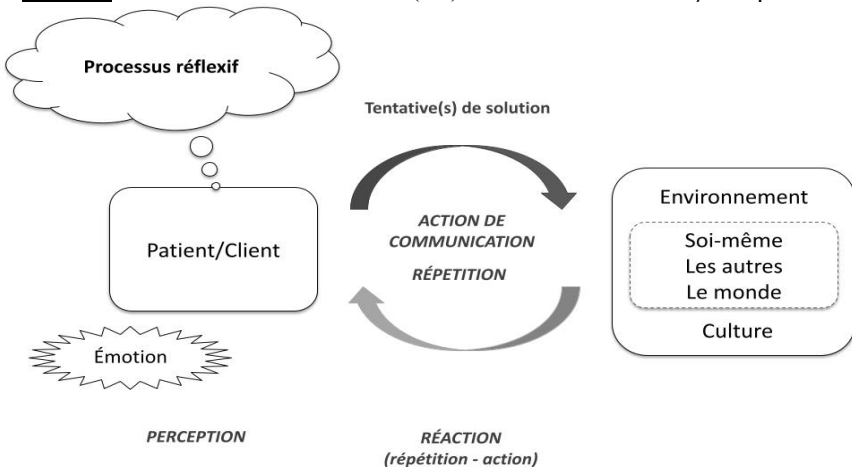 Processus réflexif
Tentative(s) de solution
Patient/Client
ACTION DE
COMMUNICATION
RÉPETITION
Environnement
Soi-même
Les autres
Le monde
Culture
Émotion
PERCEPTION
RÉACTION
(répétition - action)